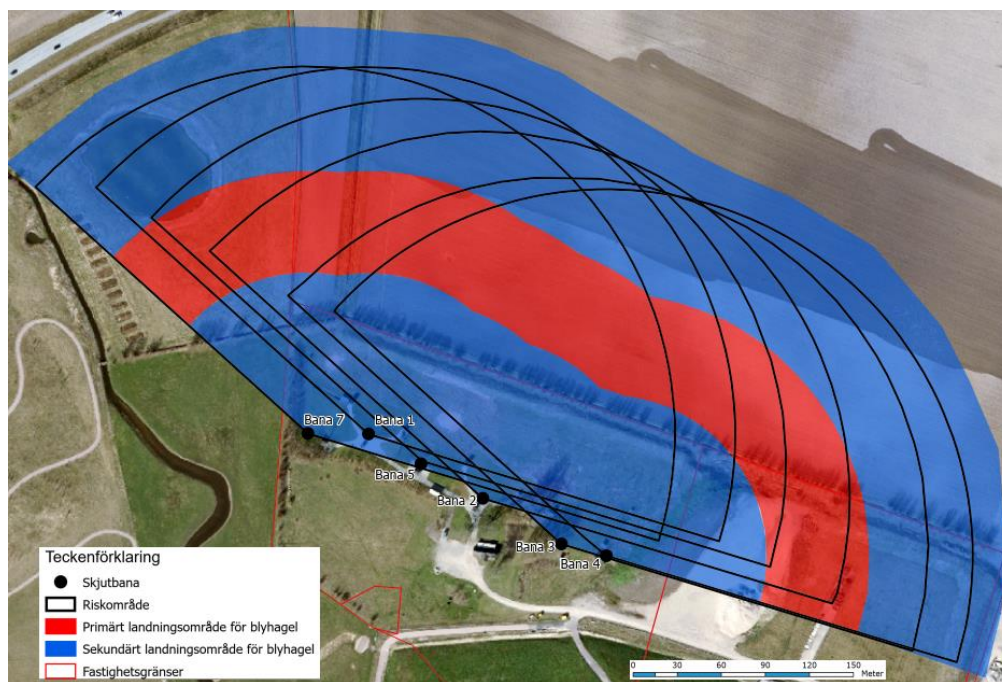 Bana 7
Bana 1
Bana 5
Bana 2
Bana 3
Bana 4
Teckenförklaring
Skjutbana
Riskområde
Primärt landningsområde för blyhagel
Sekundärt landningsområde för blyhagel
Fastighetsgränser
0 30 60 90 120 150
Meter